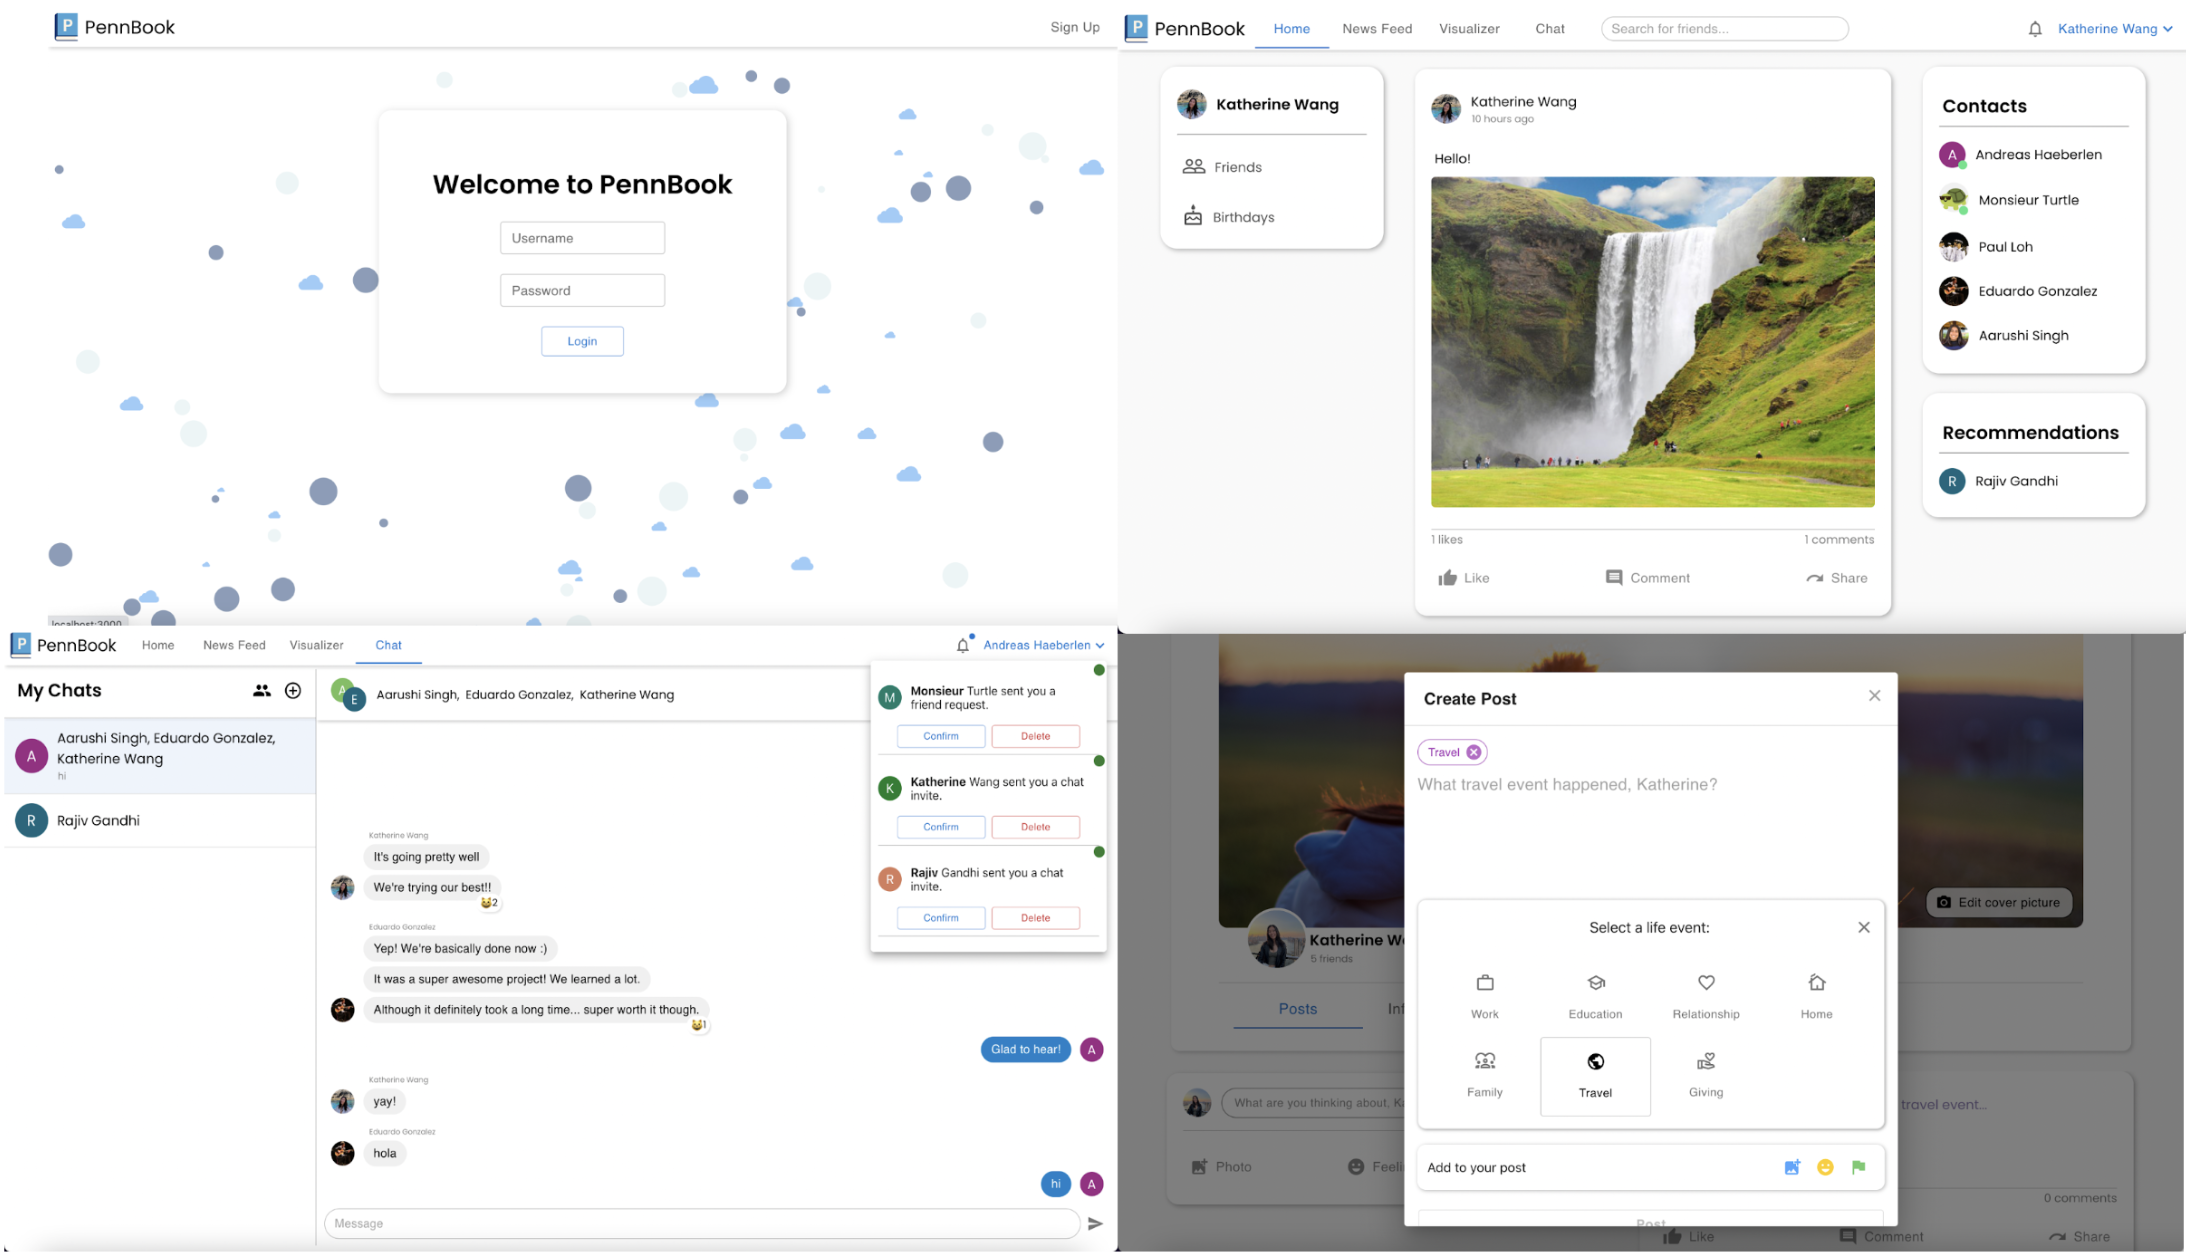 P PennBook
Sign Up
Welcome to PennBook
Username
Password
Login
localhost:3000
P PennBook
Home
News Feed
Visualizer
Chat
Search for friends...
Katherine Wang
Katherine Wang
Friends
Birthdays
Katherine Wang
10 hours ago
Hello!
1 likes
1 comments
Like
Comment
Share
Contacts
A Andreas Haeberlen
Monsieur Turtle
Paul Loh
Eduardo Gonzalez
Aarushi Singh
Recommendations
R Rajiv Gandhi
P PennBook
Home
News Feed
Visualizer
Chat
Andreas Haeberlen
My Chats
A
Aarushi Singh, Eduardo Gonzalez,
Katherine Wang
hi
R Rajiv Gandhi
A E Aarushi Singh, Eduardo Gonzalez, Katherine Wang
M
Monsieur Turtle sent you a
friend request.
Confirm
Delete
K
Katherine Wang sent you a chat
invite.
Confirm
Delete
R
Rajiv Gandhi sent you a chat
invite.
Confirm
Delete
Katherine Wang
It's going pretty well
We're trying our best!!
2
Eduardo Gonzalez
Yep! We're basically done now :)
It was a super awesome project! We learned a lot.
Although it definitely took a long time... super worth it though.
1
Glad to hear! A
Katherine Wang
yay!
Eduardo Gonzalez
hola
hi A
Message
Create Post
Travel
What travel event happened, Katherine?
Select a life event:
Work
Education
Relationship
Home
Family
Travel
Giving
Add to your post
Post
Edit cover picture
Katherine W
5 friends
Posts
What are you thinking about,
travel event...
Photo
0 comments
Like
Comment
Share